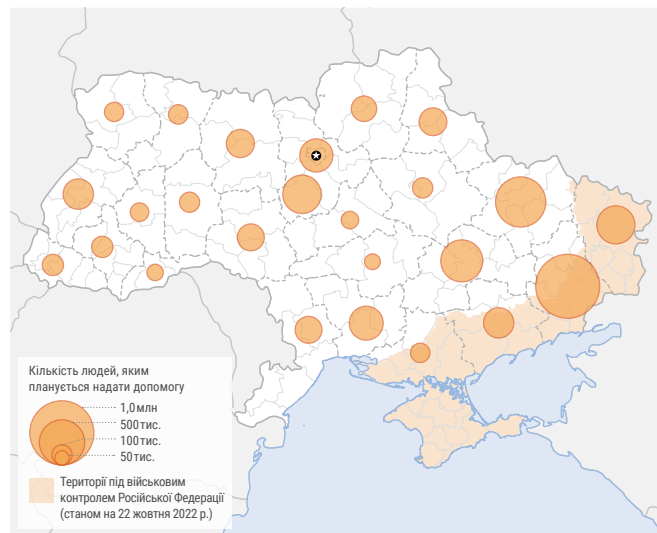 Кількість людей, яким
планується надати допомогу
1,0 млн
500 тис.
100 тис.
50 тис.
Території під військовим
контролем Російської Федерації
(станом на 22 жовтня 2022 р.)